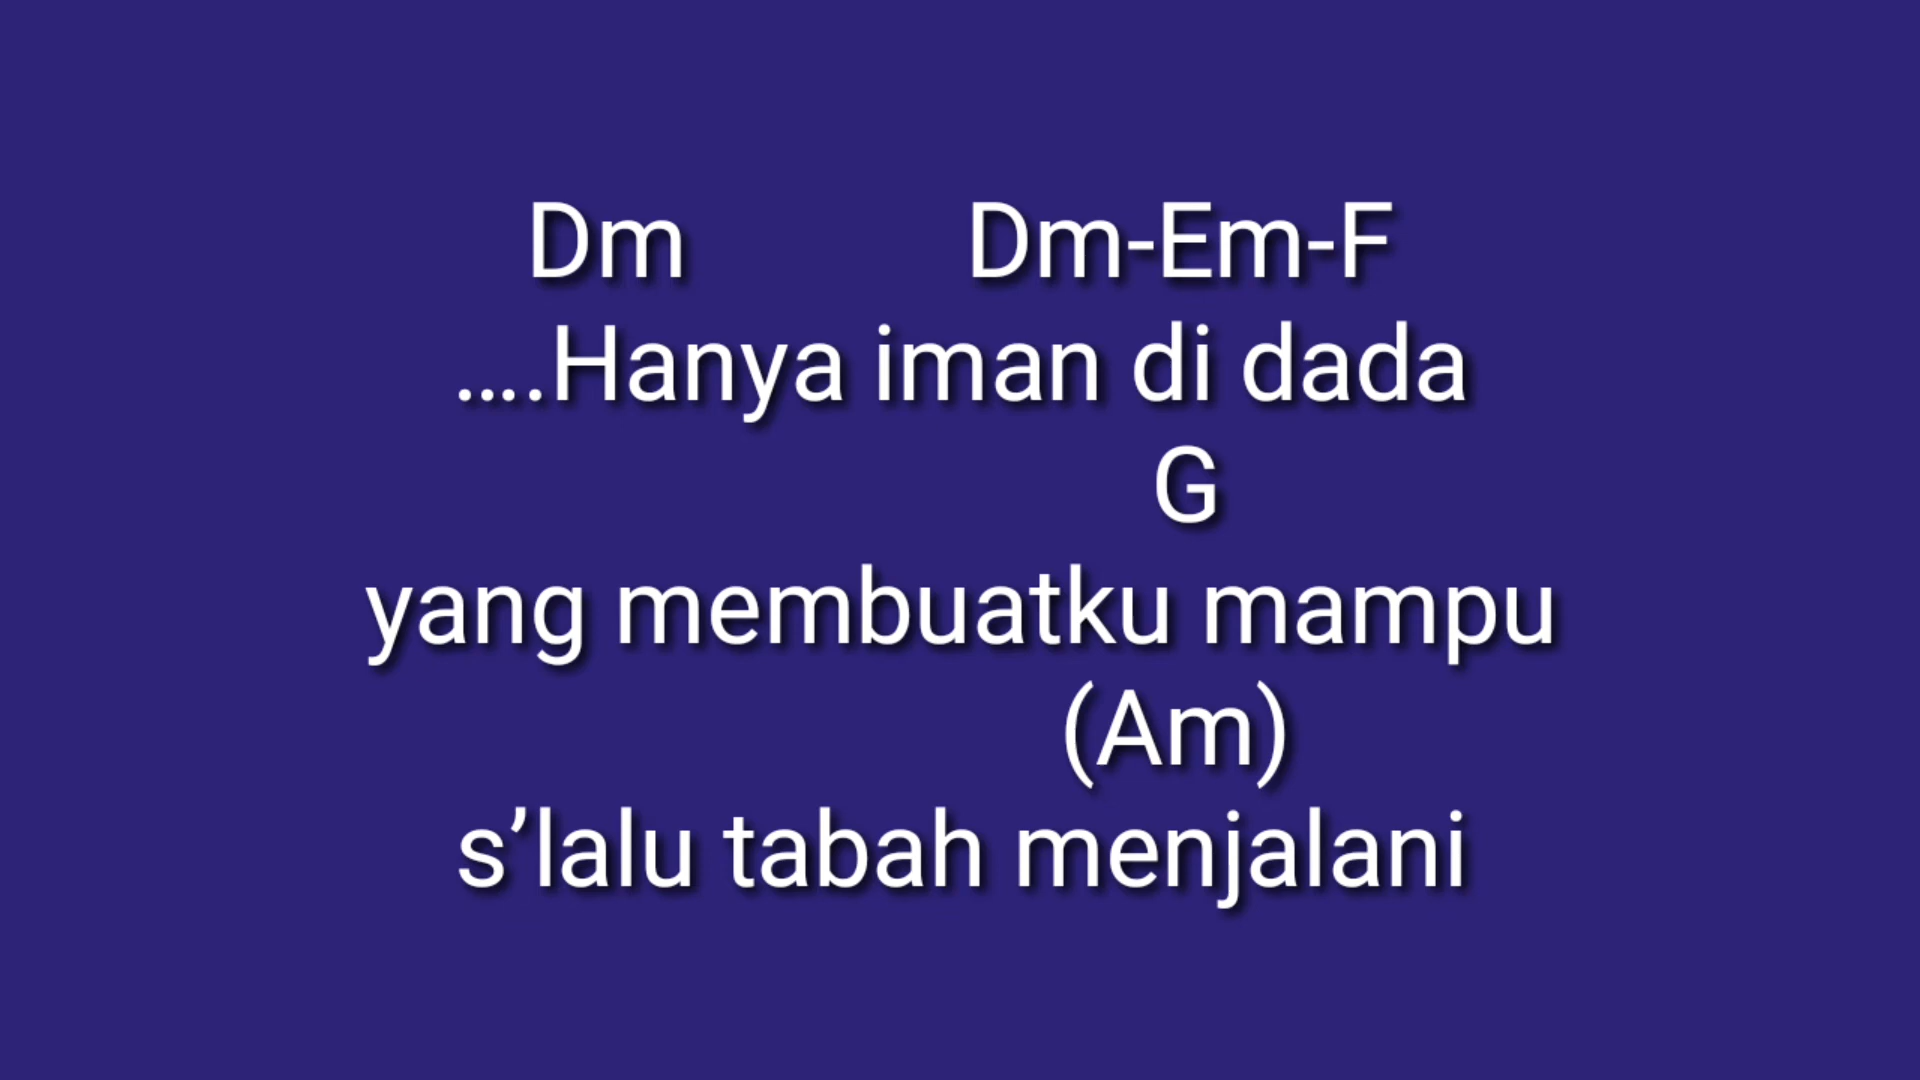 Dm Dm-Em-F
....Hanya iman di dada
G
yang membuatku mampu
(Am)
s’lalu tabah menjalani